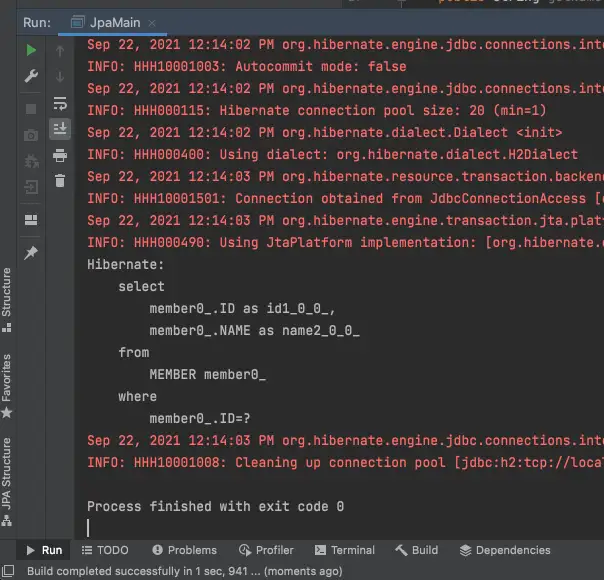 Run: JpaMain
Sep 22, 2021 12:14:02 PM org.hibernate.engine.jdbc.connections.inte
INFO: HHH10001003: Autocommit mode: false
Sep 22, 2021 12:14:02 PM org.hibernate.engine.jdbc.connections.inte
INFO: HHH000115: Hibernate connection pool size: 20 (min=1)
Sep 22, 2021 12:14:02 PM org.hibernate.dialect.Dialect <init>
INFO: HHH000400: Using dialect: org.hibernate.dialect.H2Dialect
Sep 22, 2021 12:14:03 PM org.hibernate.resource.transaction.backend
INFO: HHH10001501: Connection obtained from JdbcConnectionAccess [o
Sep 22, 2021 12:14:03 PM org.hibernate.engine.transaction.jta.platf
INFO: HHH000490: Using JtaPlatform implementation: [org.hibernate.e
Hibernate:
select
member0_.ID as id1_0_0_,
member0_.NAME as name2_0_0_
from
MEMBER member0_
where
member0_.ID=?
Sep 22, 2021 12:14:03 PM org.hibernate.engine.jdbc.connections.inte
INFO: HHH10001008: Cleaning up connection pool [jdbc:h2:tcp://local
Process finished with exit code 0
Structure
Favorites
JPA Structure
Run TODO Problems Profiler Terminal Build Dependencies
Build completed successfully in 1 sec, 941 ... (moments ago)